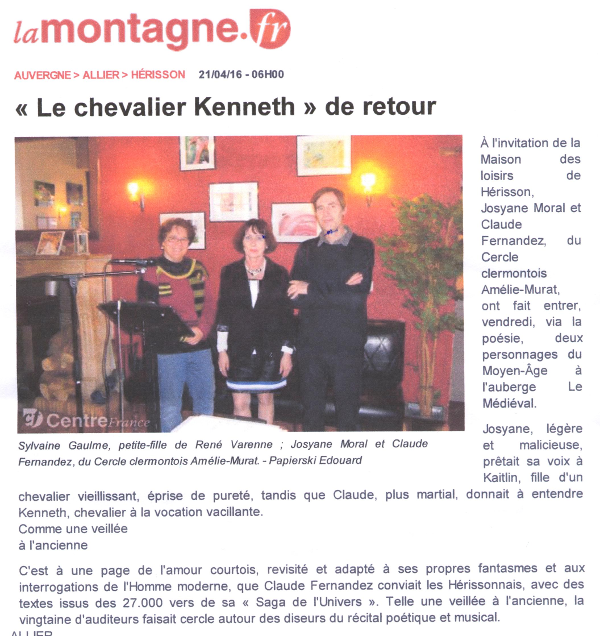 lamontagne.fr
AUVERGNE > ALLIER > HÉRISSON 21/04/16 - 06H00
« Le chevalier Kenneth » de retour
Centre France
Sylvaine Gaulme, petite-fille de René Varenne ; Josyane Moral et Claude
Fernandez, du Cercle clermontois Amélie-Murat. - Papierski Edouard
À l'invitation de la
Maison des
loisirs de
Hérisson,
Josyane Moral et
Claude
Fernandez, du
Cercle
clermontois
Amélie-Murat,
ont fait entrer,
vendredi, via la
poésie, deux
personnages du
Moyen-Âge à
l'auberge Le
Médiéval.
Josyane, légère
et malicieuse,
prêtait sa voix à
Kaitlin, fille d'un
chevalier vieillissant, éprise de pureté, tandis que Claude, plus martial, donnait à entendre
Kenneth, chevalier à la vocation vacillante.
Comme une veillée
à l'ancienne
C'est à une page de l'amour courtois, revisité et adapté à ses propres fantasmes et aux
interrogations de l'Homme moderne, que Claude Fernandez conviait les Hérissonnais, avec des
textes issus des 27.000 vers de sa « Saga de l'Univers ». Telle une veillée à l'ancienne, la
vingtaine d'auditeurs faisait cercle autour des diseurs du récital poétique et musical.
ALLIER